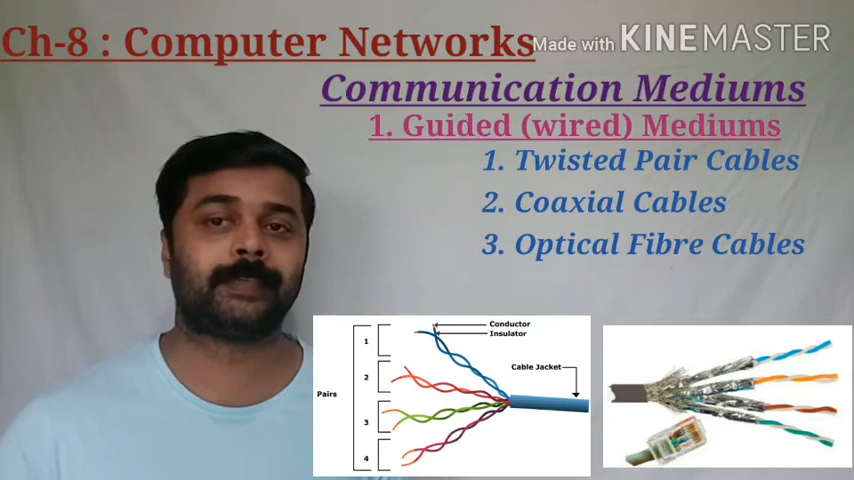 Ch-8 : Computer Networks
Made with KINEMASTER
Communication Mediums
1. Guided (wired) Mediums
1. Twisted Pair Cables
2. Coaxial Cables
3. Optical Fibre Cables
Conductor
Insulator
1
Cable Jacket
2
Pairs
3
4